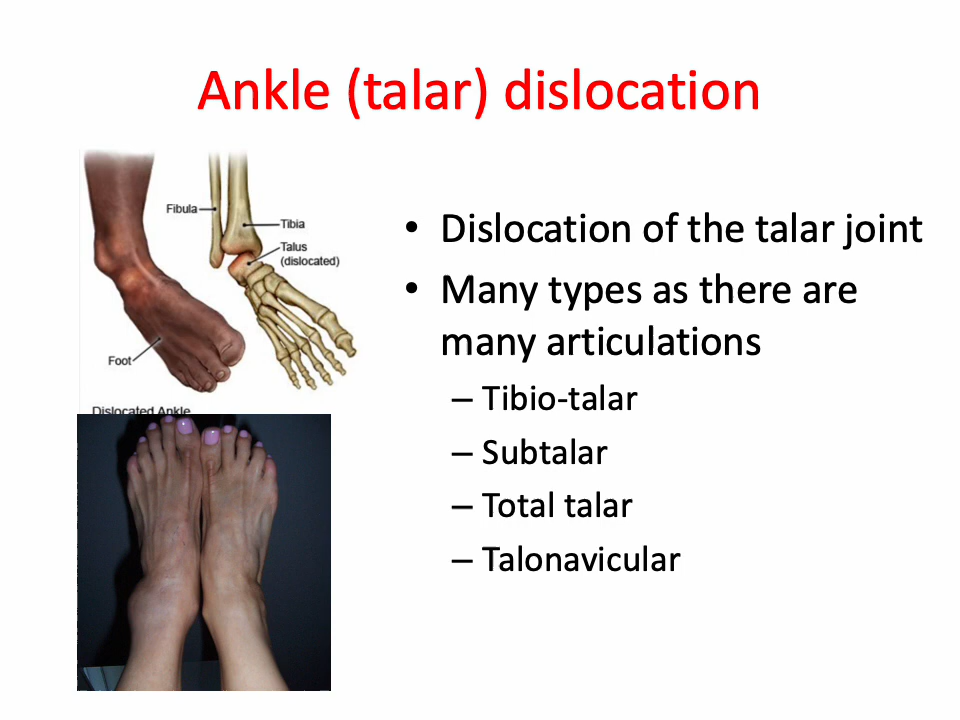 Ankle (talar) dislocation
Fibula
Tibia
Talus
(dislocated)
Foot
Dislocated Ankle
• Dislocation of the talar joint
• Many types as there are
many articulations
– Tibio-talar
– Subtalar
– Total talar
– Talonavicular